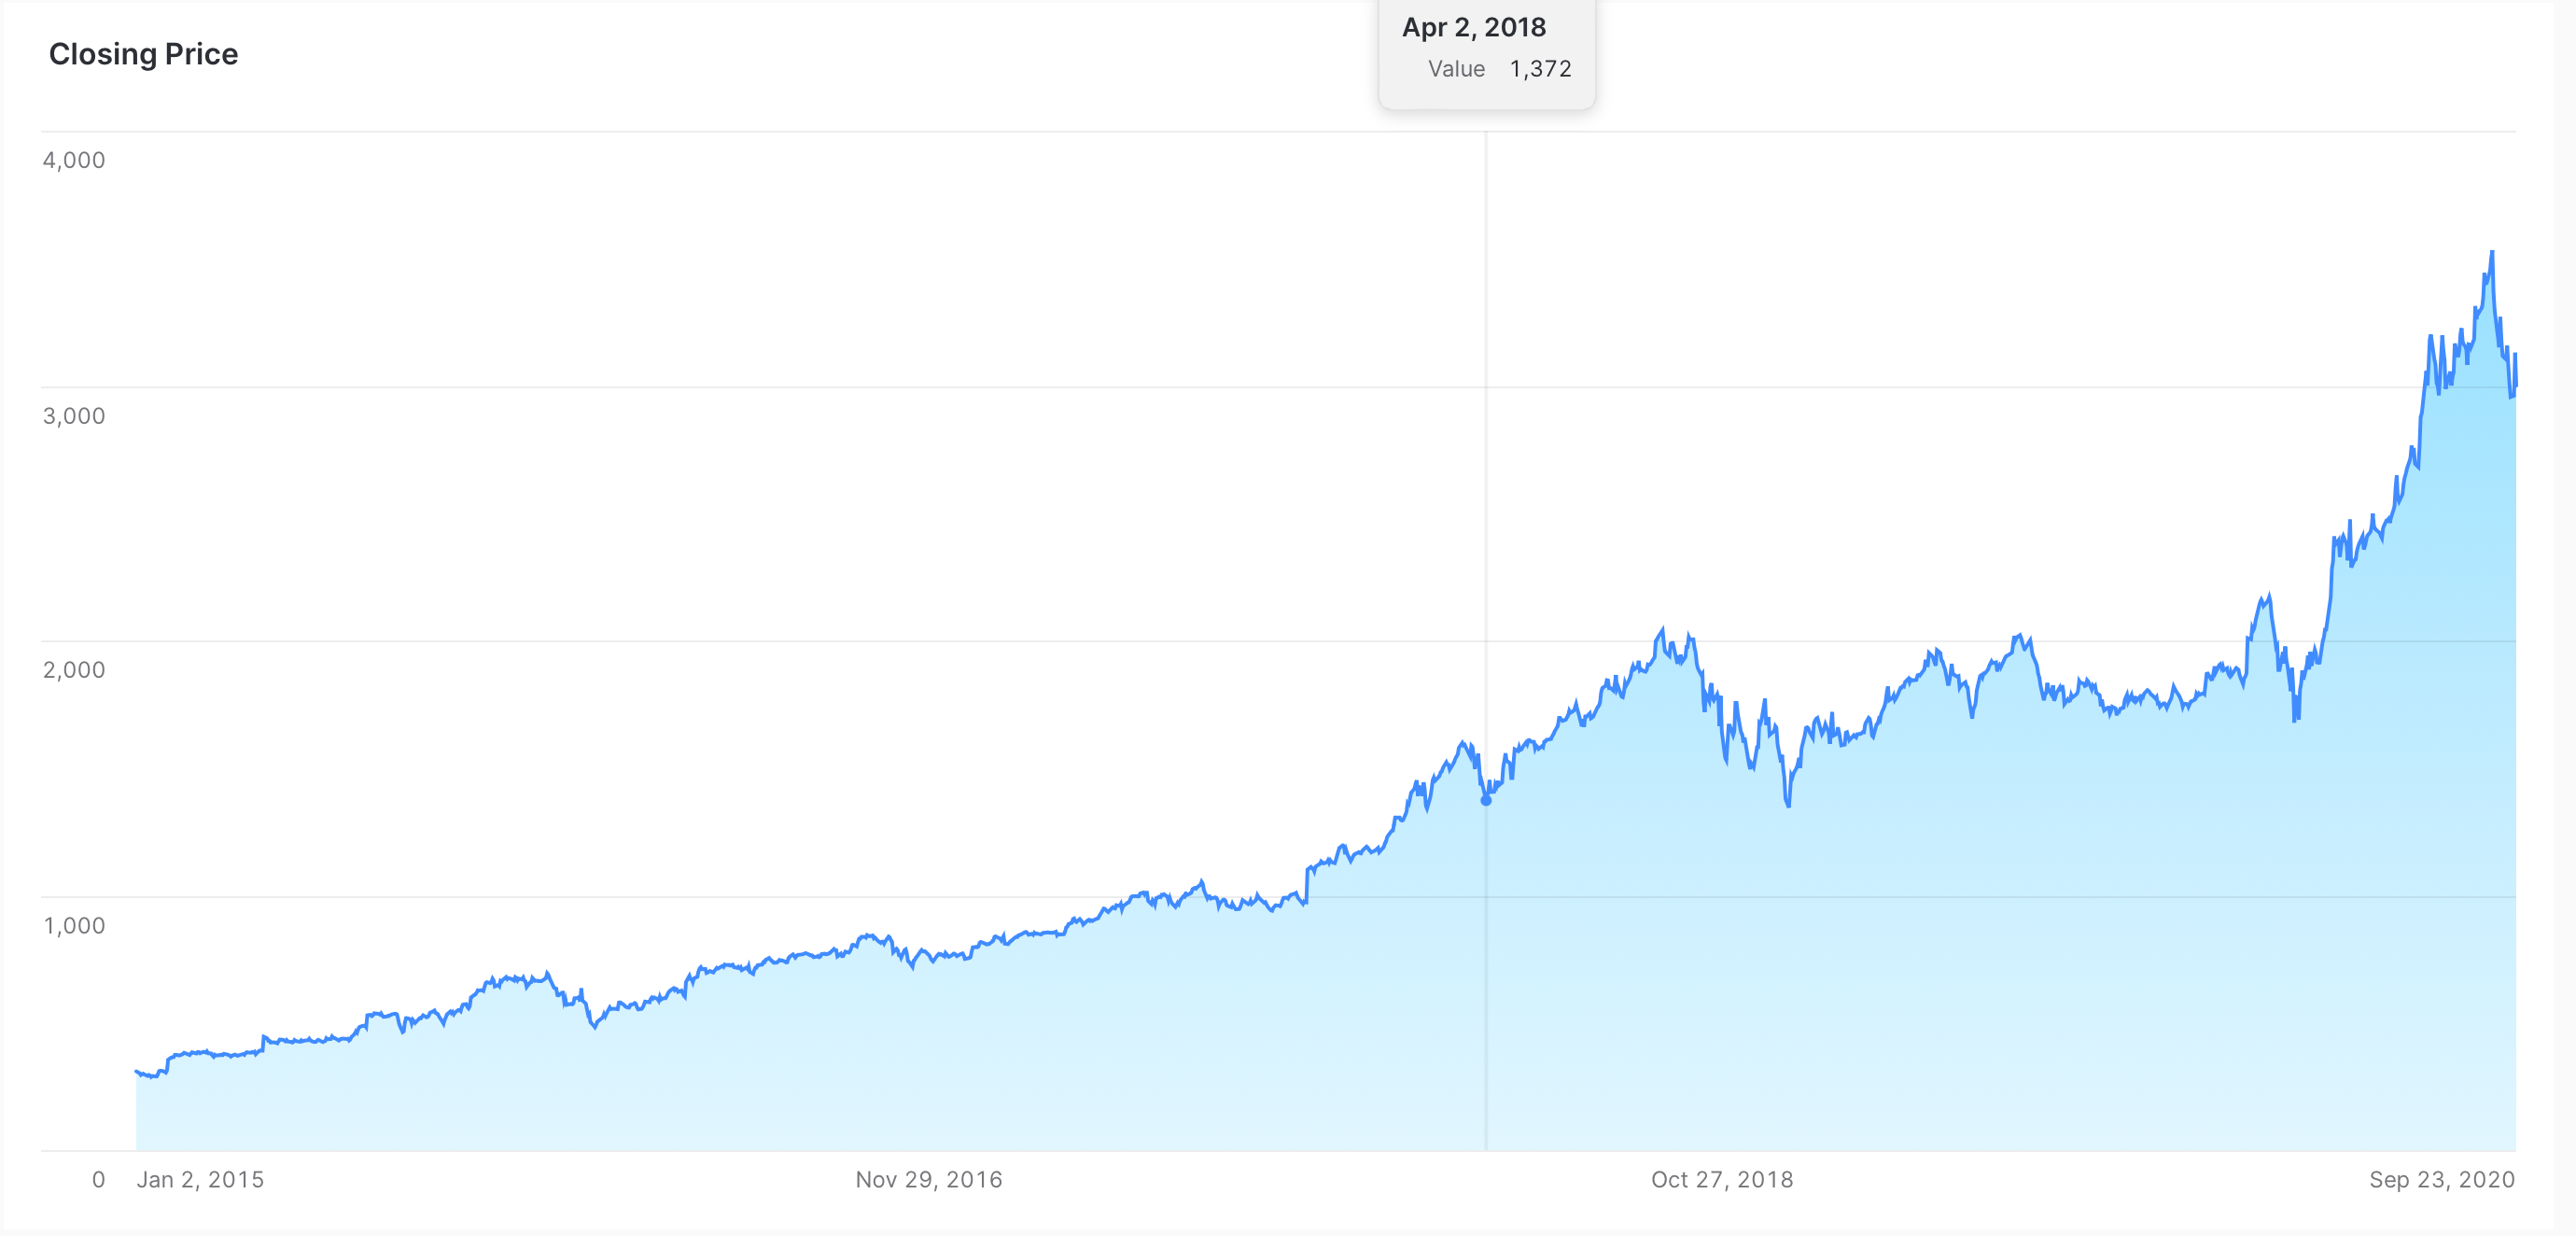 Closing Price
Apr 2, 2018
Value 1,372
4,000
3,000
2,000
1,000
0
Jan 2, 2015
Nov 29, 2016
Oct 27, 2018
Sep 23, 2020